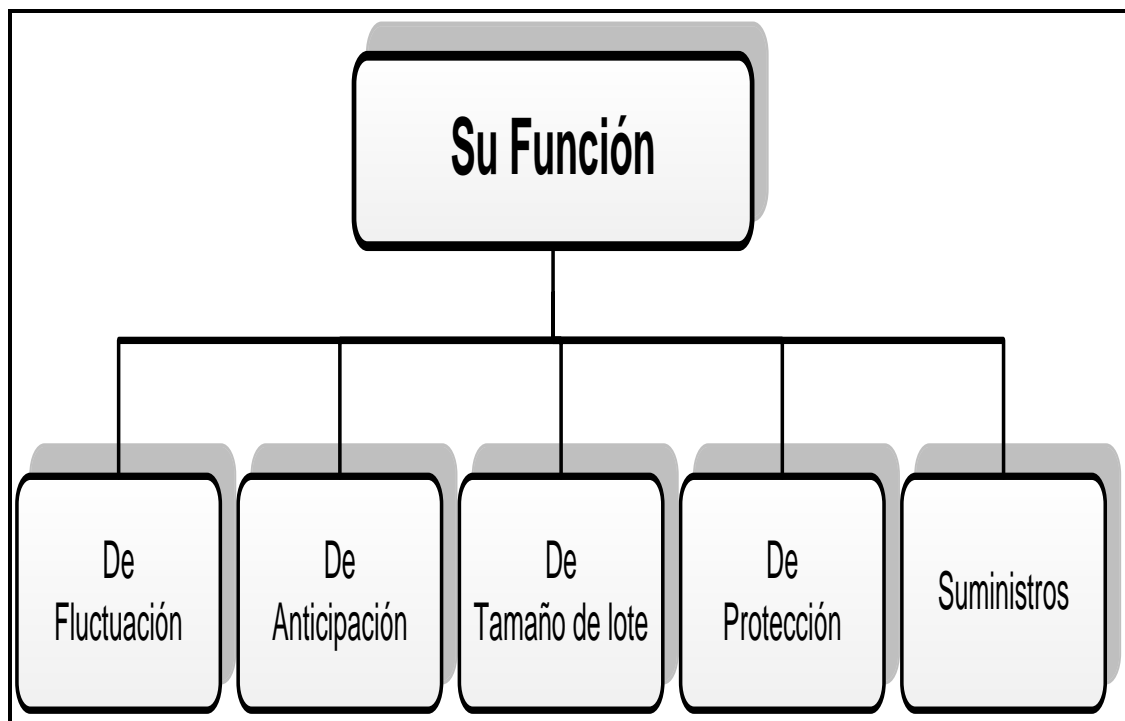 Su Función
De
Fluctuación
De
Anticipación
De
Tamaño de lote
De
Protección
Suministros